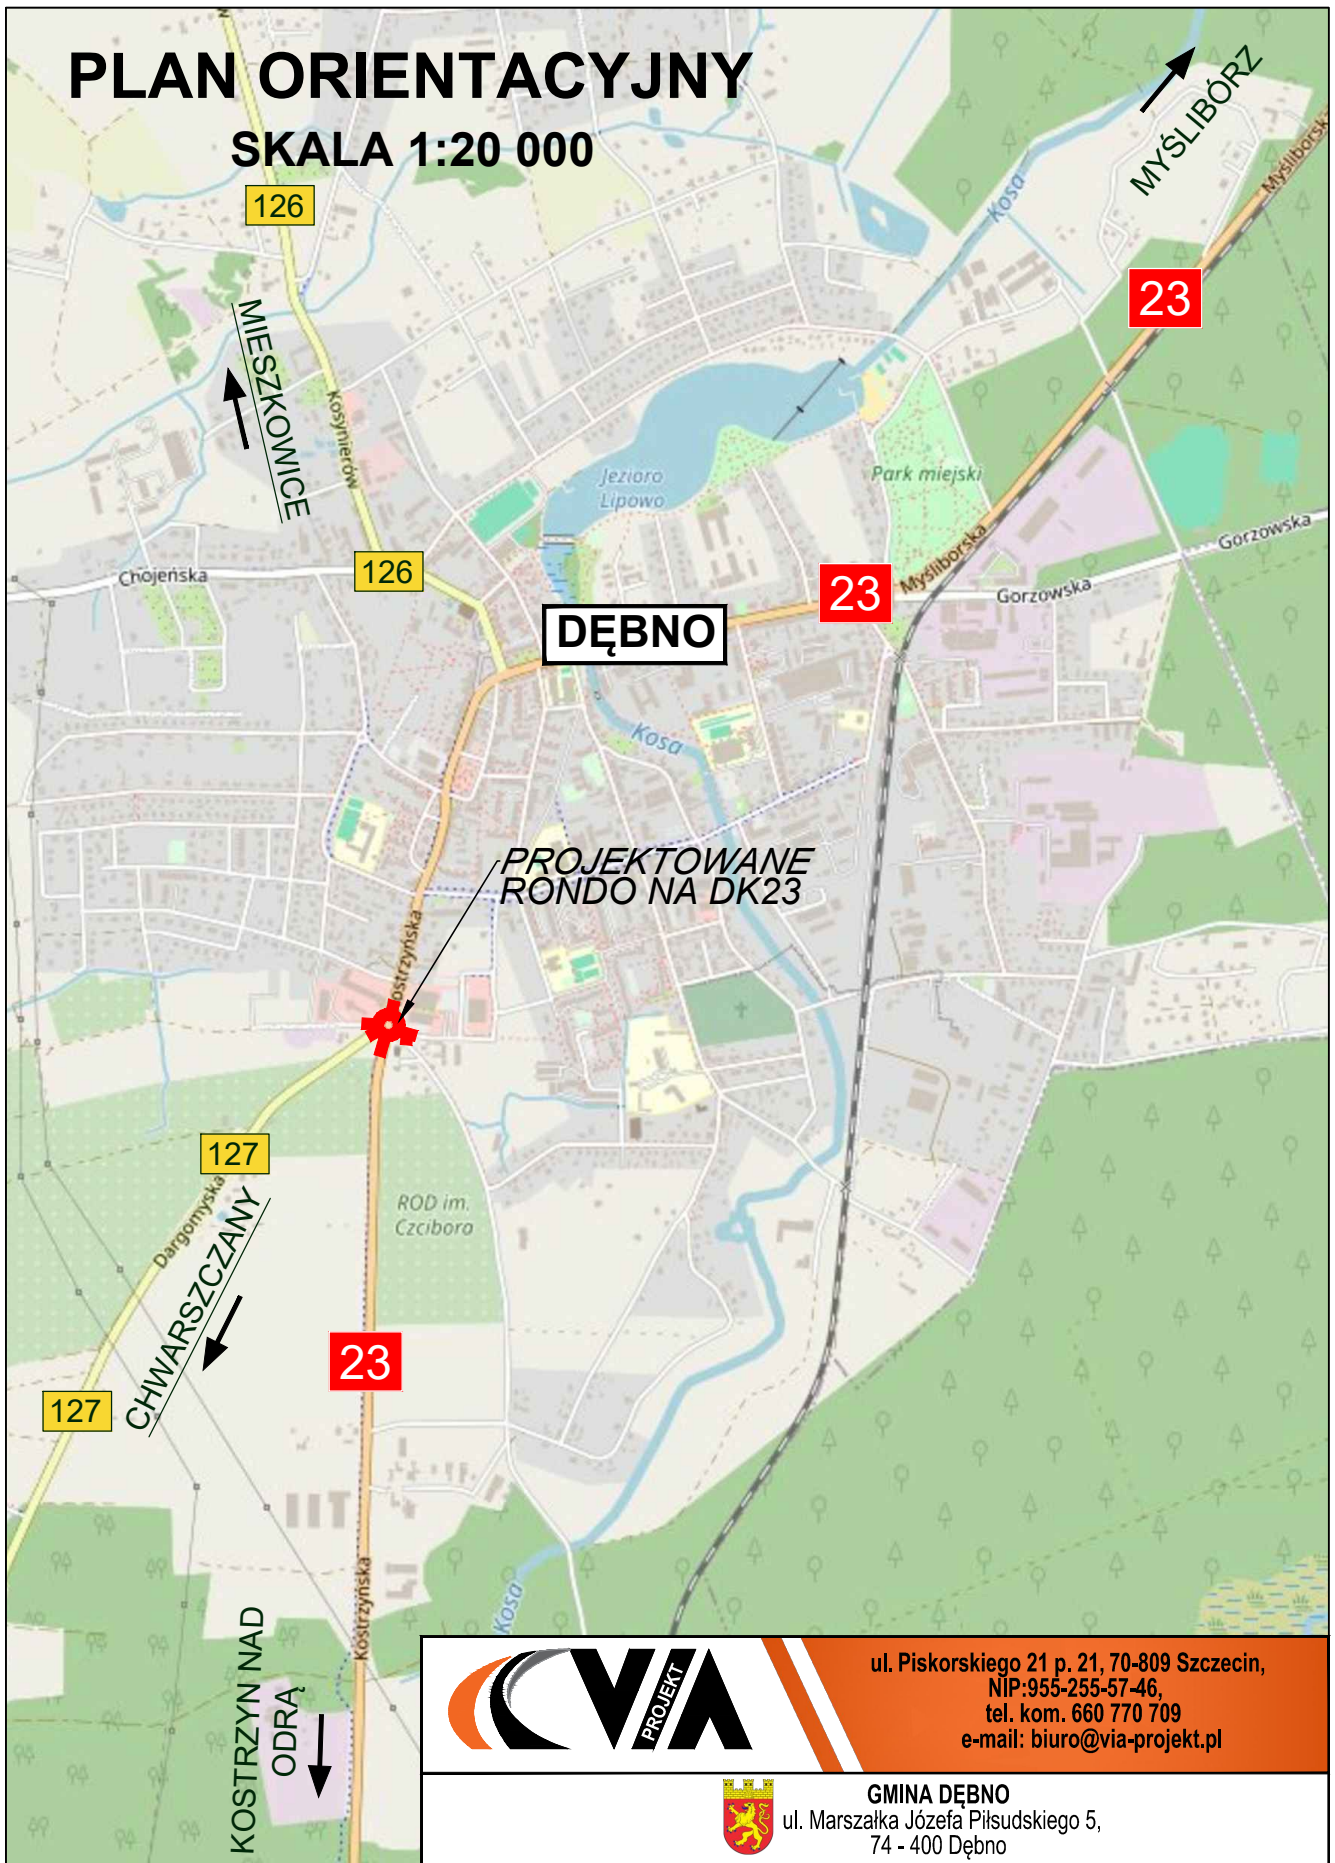 PLAN ORIENTACYJNY
SKALA 1:20 000
126
MYŚLIBÓRZ
Myśliborska
Kosa
23
MIESZKOWICE
Kosynierów
Jezioro
Lipowo
Park miejski
Myśliborska
Gorzowska
Chojeńska
126
23
Gorzowska
DĘBNO
Kosa
PROJEKTOWANE
RONDO NA DK23
Kostrzyńska
127
Dargomyska
ROD im.
Czcibora
CHWARSZCZANY
23
127
Kostrzyńska
Kosa
KOSTRZYN NAD
ODRĄ
VIA
PROJEKT
ul. Piskorskiego 21 p. 21, 70-809 Szczecin,
NIP:955-255-57-46,
tel. kom. 660 770 709
e-mail: biuro@via-projekt.pl
GMINA DĘBNO
ul. Marszałka Józefa Piłsudskiego 5,
74 - 400 Dębno